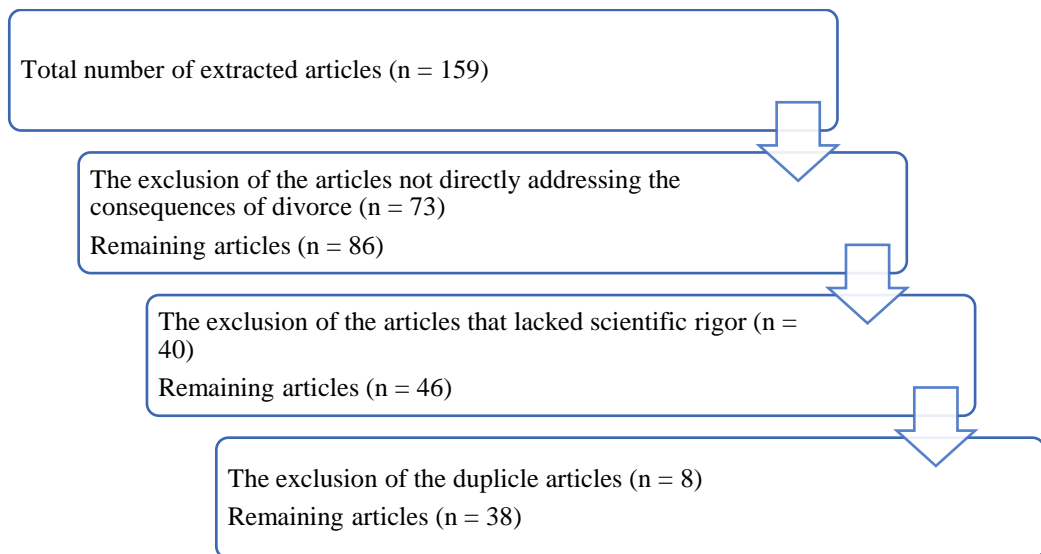 Total number of extracted articles (n = 159)
The exclusion of the articles not directly addressing the
consequences of divorce (n = 73)
Remaining articles (n = 86)
The exclusion of the articles that lacked scientific rigor (n =
40)
Remaining articles (n = 46)
The exclusion of the duplicle articles (n = 8)
Remaining articles (n = 38)